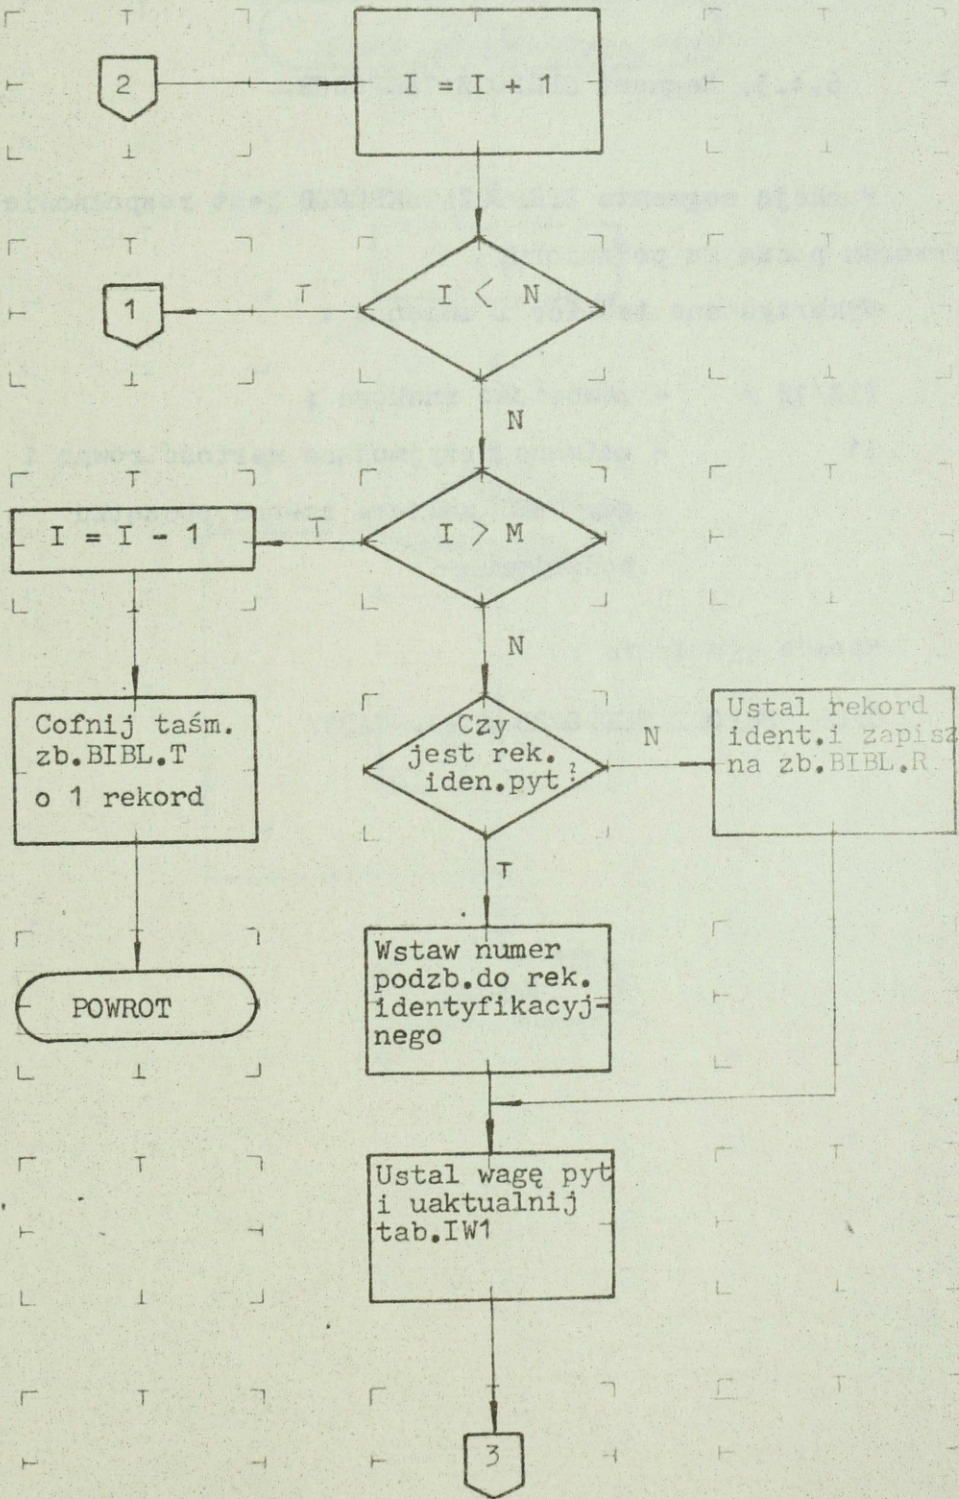 2
I = I + 1
I < N
T
1
N
I > M
T
I = I - 1
N
Cofnij taśm.
zb.BIBL.T
o 1 rekord
POWROT
Czy
jest rek.
iden.pyt?
N
Ustal rekord
ident.i zapisz
na zb.BIBL.R.
T
Wstaw numer
podzb.do rek.
identyfikacyj-
nego
Ustal wagę pyt
i uaktualnij
tab.IW1
3